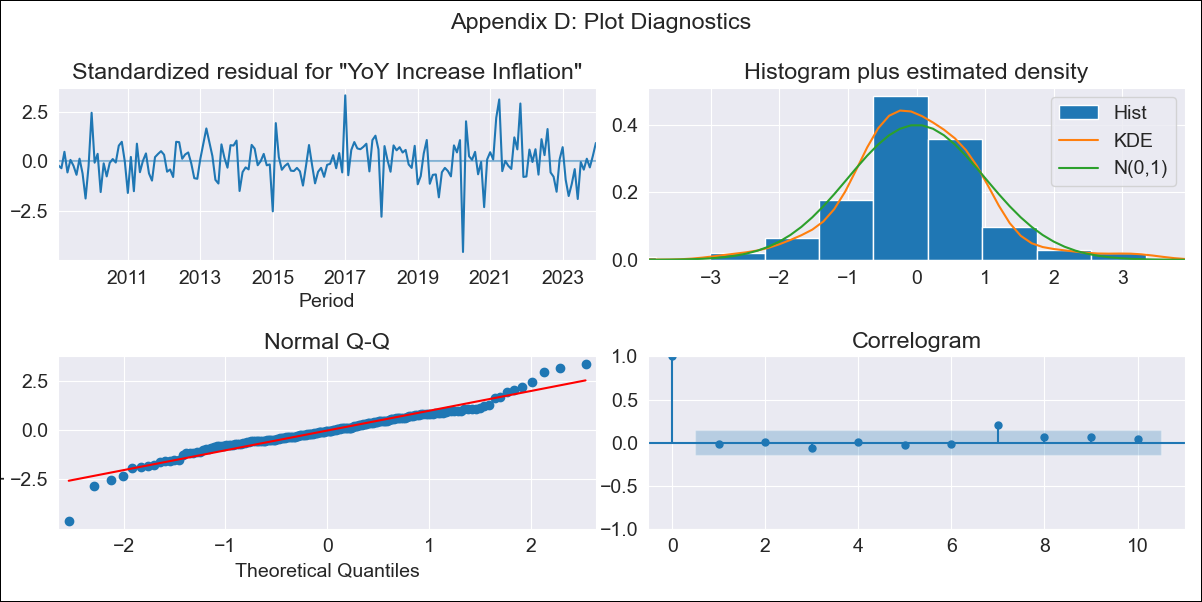 Appendix D: Plot Diagnostics
Standardized residual for "YoY Increase Inflation"
2.5
0.0
−2.5
2011 2013 2015 2017 2019 2021 2023
Period
Histogram plus estimated density
0.4
0.2
0.0
Hist
KDE
N(0,1)
−3 −2 −1 0 1 2 3
Normal Q-Q
2.5
0.0
−2.5
−2 −1 0 1 2
Theoretical Quantiles
Correlogram
1.0
0.5
0.0
−0.5
−1.0
0 2 4 6 8 10